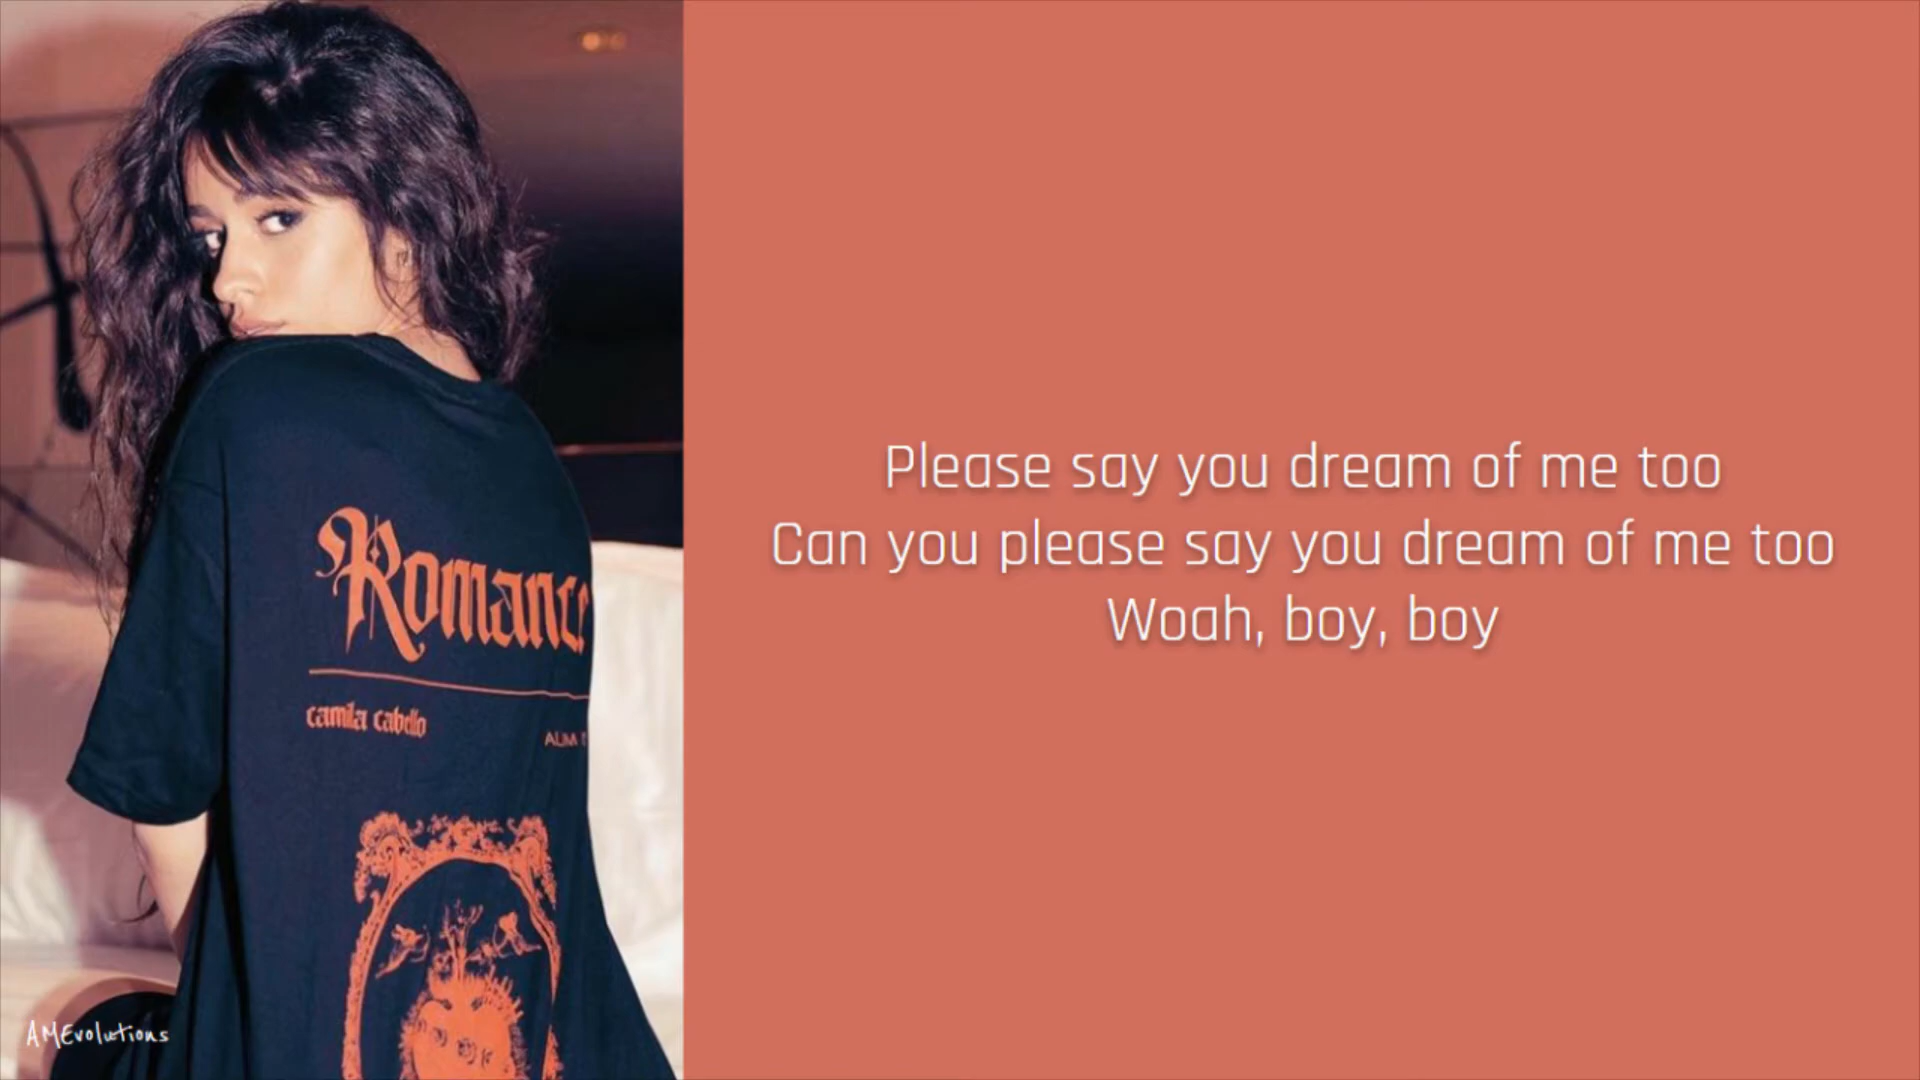 Please say you dream of me too
Can you please say you dream of me too
Woah, boy, boy
Romance
camila cabello
AMEvolutions